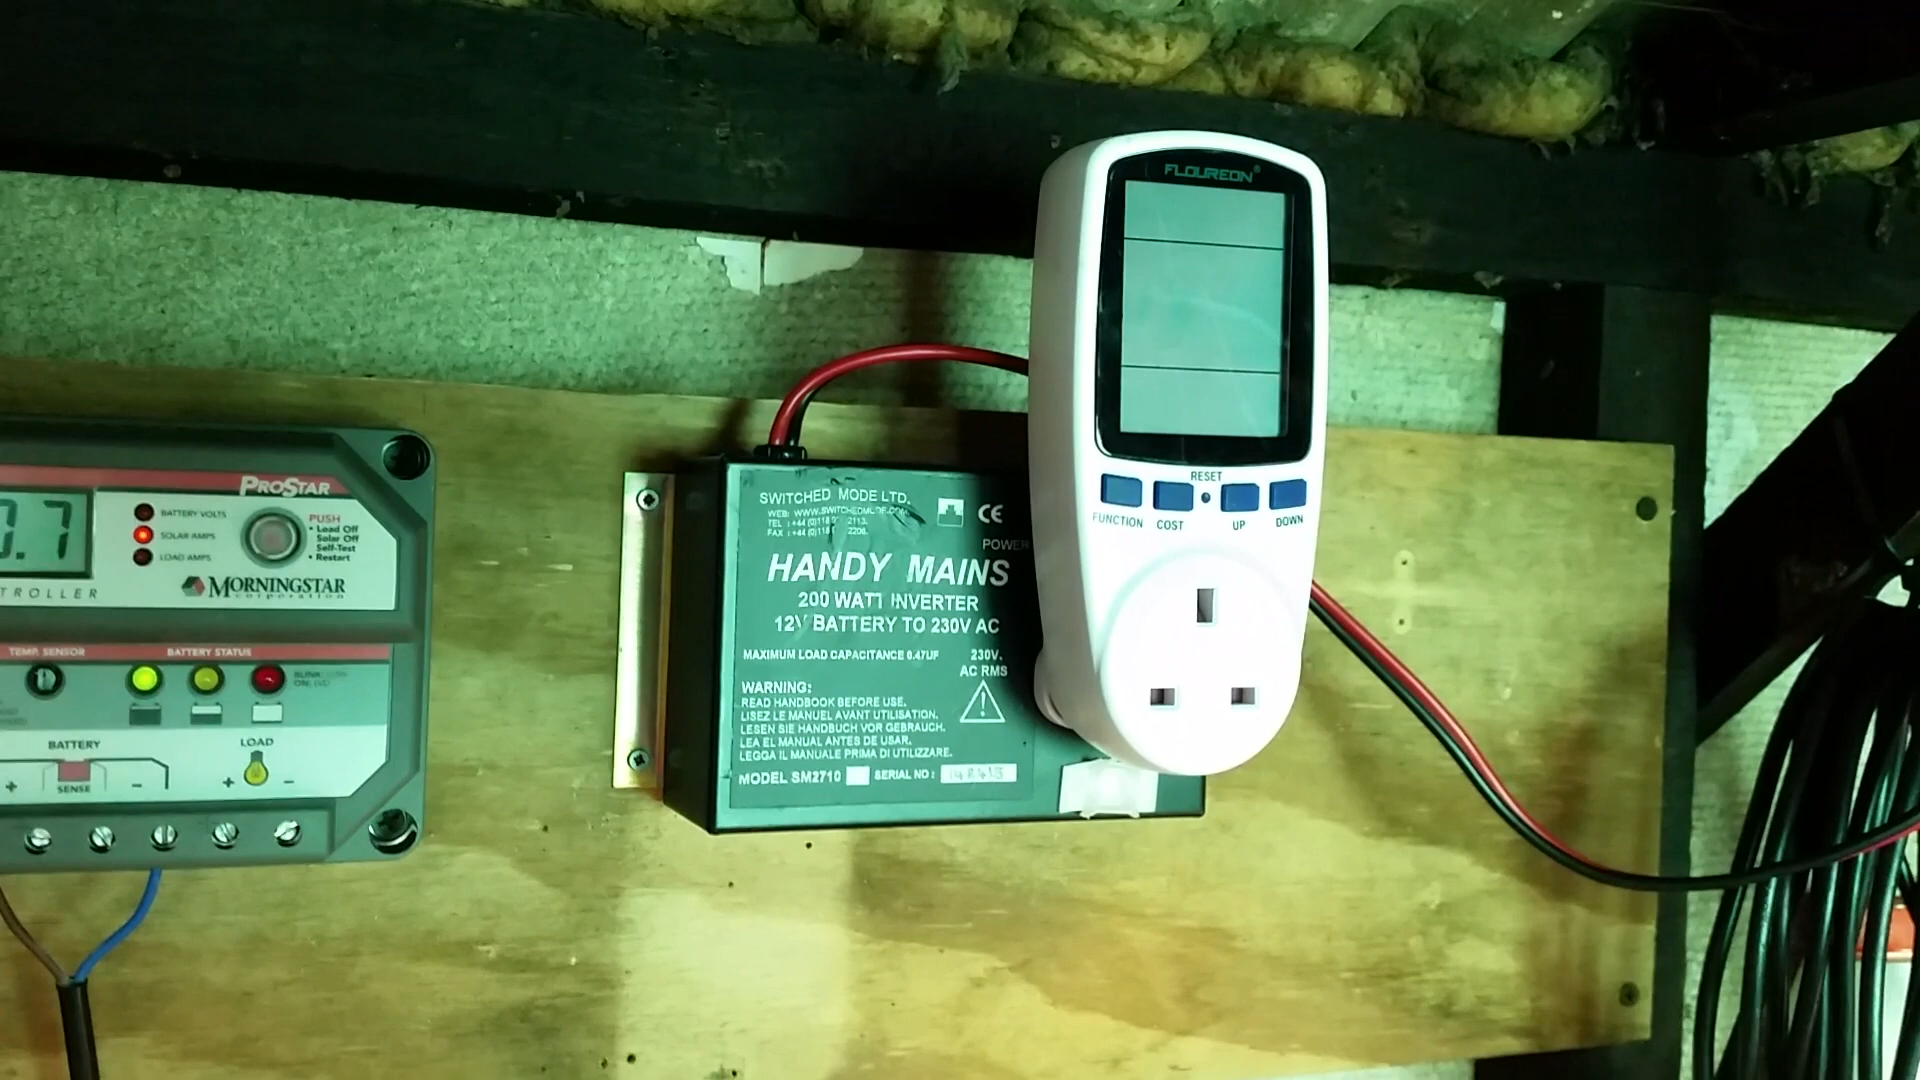 FLOUREON®
RESET
FUNCTION
COST
UP
DOWN
PROSTAR
0.7
BATTERY VOLTS
SOLAR AMPS
LOAD AMPS
PUSH
• Load Off
Solar Off
Self-Test
• Restart
MORNINGSTAR
corporation
TROLLER
TEMP. SENSOR
BATTERY STATUS
BATTERY
SENSE
+
-
LOAD
+
-
SWITCHED MODE LTD.
CE
POWER
HANDY MAINS
200 WATT INVERTER
12V BATTERY TO 230V AC
MAXIMUM LOAD CAPACITANCE 0.47UF
230V.
AC RMS
WARNING:
READ HANDBOOK BEFORE USE.
LISEZ LE MANUEL AVANT UTILISATION.
LESEN SIE HANDBUCH VOR GEBRAUCH.
LEA EL MANUAL ANTES DE USAR.
LEGGA IL MANUALE PRIMA DI UTILIZZARE.
MODEL SM2710
SERIAL NO: